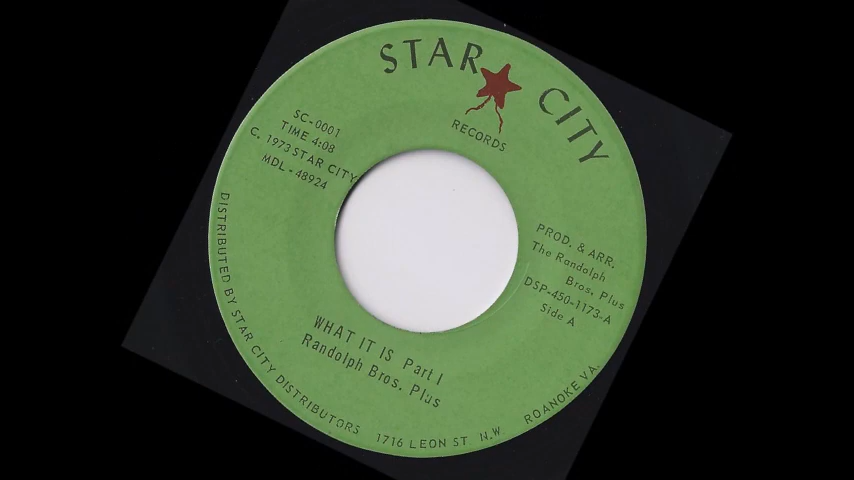 STAR CITY
RECORDS
SC-0001
TIME 4:08
C. 1973 STAR CITY
MDL-48924
PROD. & ARR.
The Randolph
Bros. Plus
DSP-450-1173-A
Side A
WHAT IT IS Part I
Randolph Bros. Plus
DISTRIBUTED BY STAR CITY DISTRIBUTORS 1716 LEON ST. N.W ROANOKE VA.